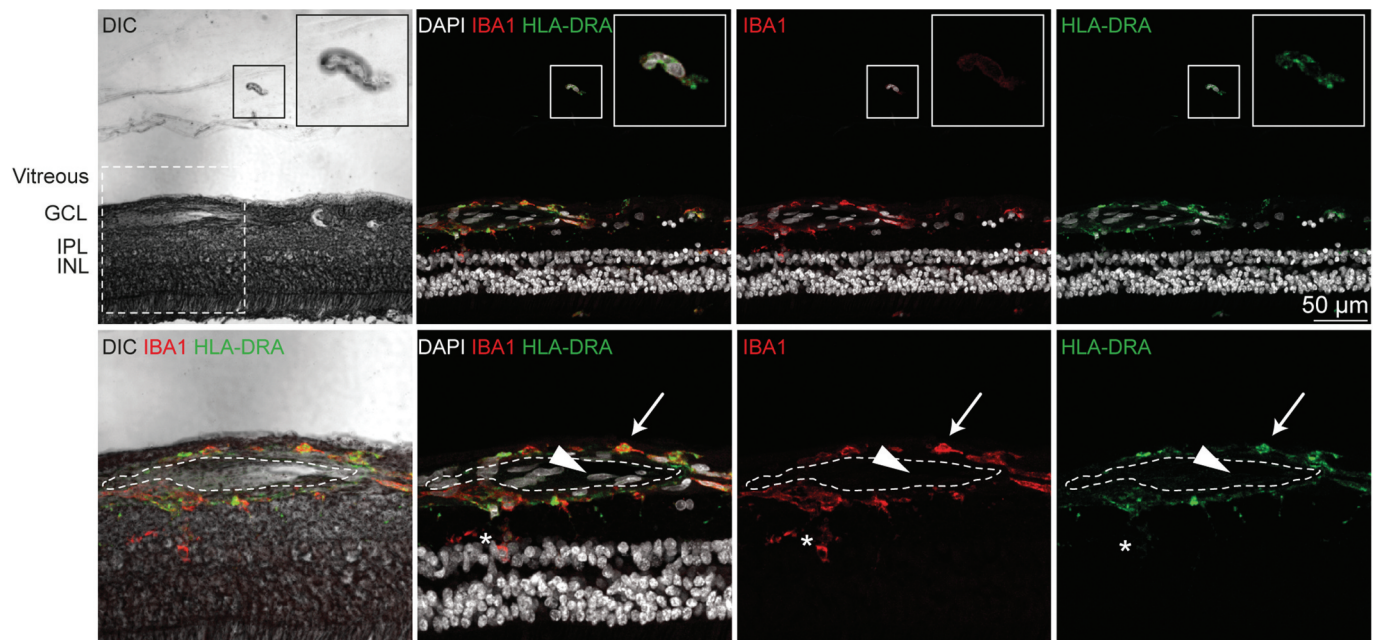 DIC
DAPI IBA1 HLA-DRA
IBA1
HLA-DRA
Vitreous
GCL
IPL
INL
50 µm
DIC IBA1 HLA-DRA
DAPI IBA1 HLA-DRA
*
IBA1
*
HLA-DRA
*